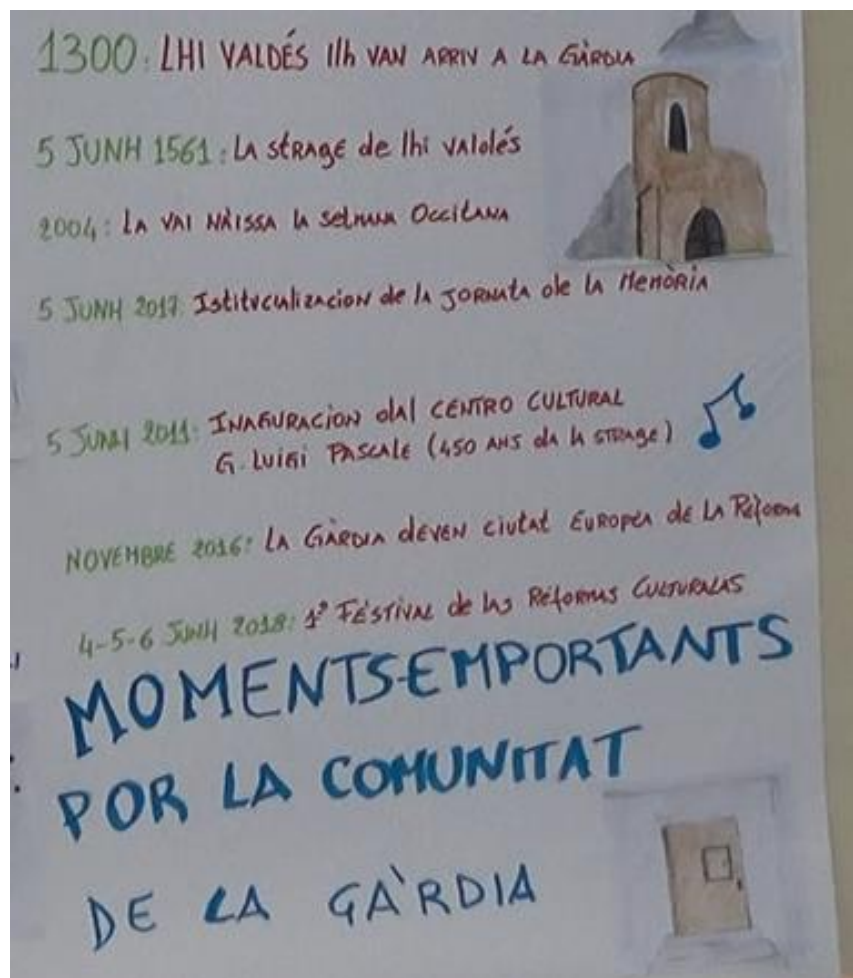 1300: LHI VALDÉS Ilh VAN ARRIV A LA GÀRDIA
5 JUNH 1561: LA STRAGE de lhi valdés
2004: LA VAI NÀISSA la setmana OCCITANA
5 JUNH 2017: Istitucualizacion de la JORNATA de la MEMÒRIA
5 JUNH 2011: INAGURACION dal CENTRO CULTURAL
G. LUIGI PASCALE (450 ANS da la STRAGE)
NOVEMBRE 2016: LA GÀRDIA deven ciutat EUROPEA de LA Reforma
4-5-6 JUNH 2018: 1° FESTIVAL de las Reformas CULTURALAS
MOMENTS EMPORTANTS
POR LA COMUNITAT
DE LA GÀRDIA